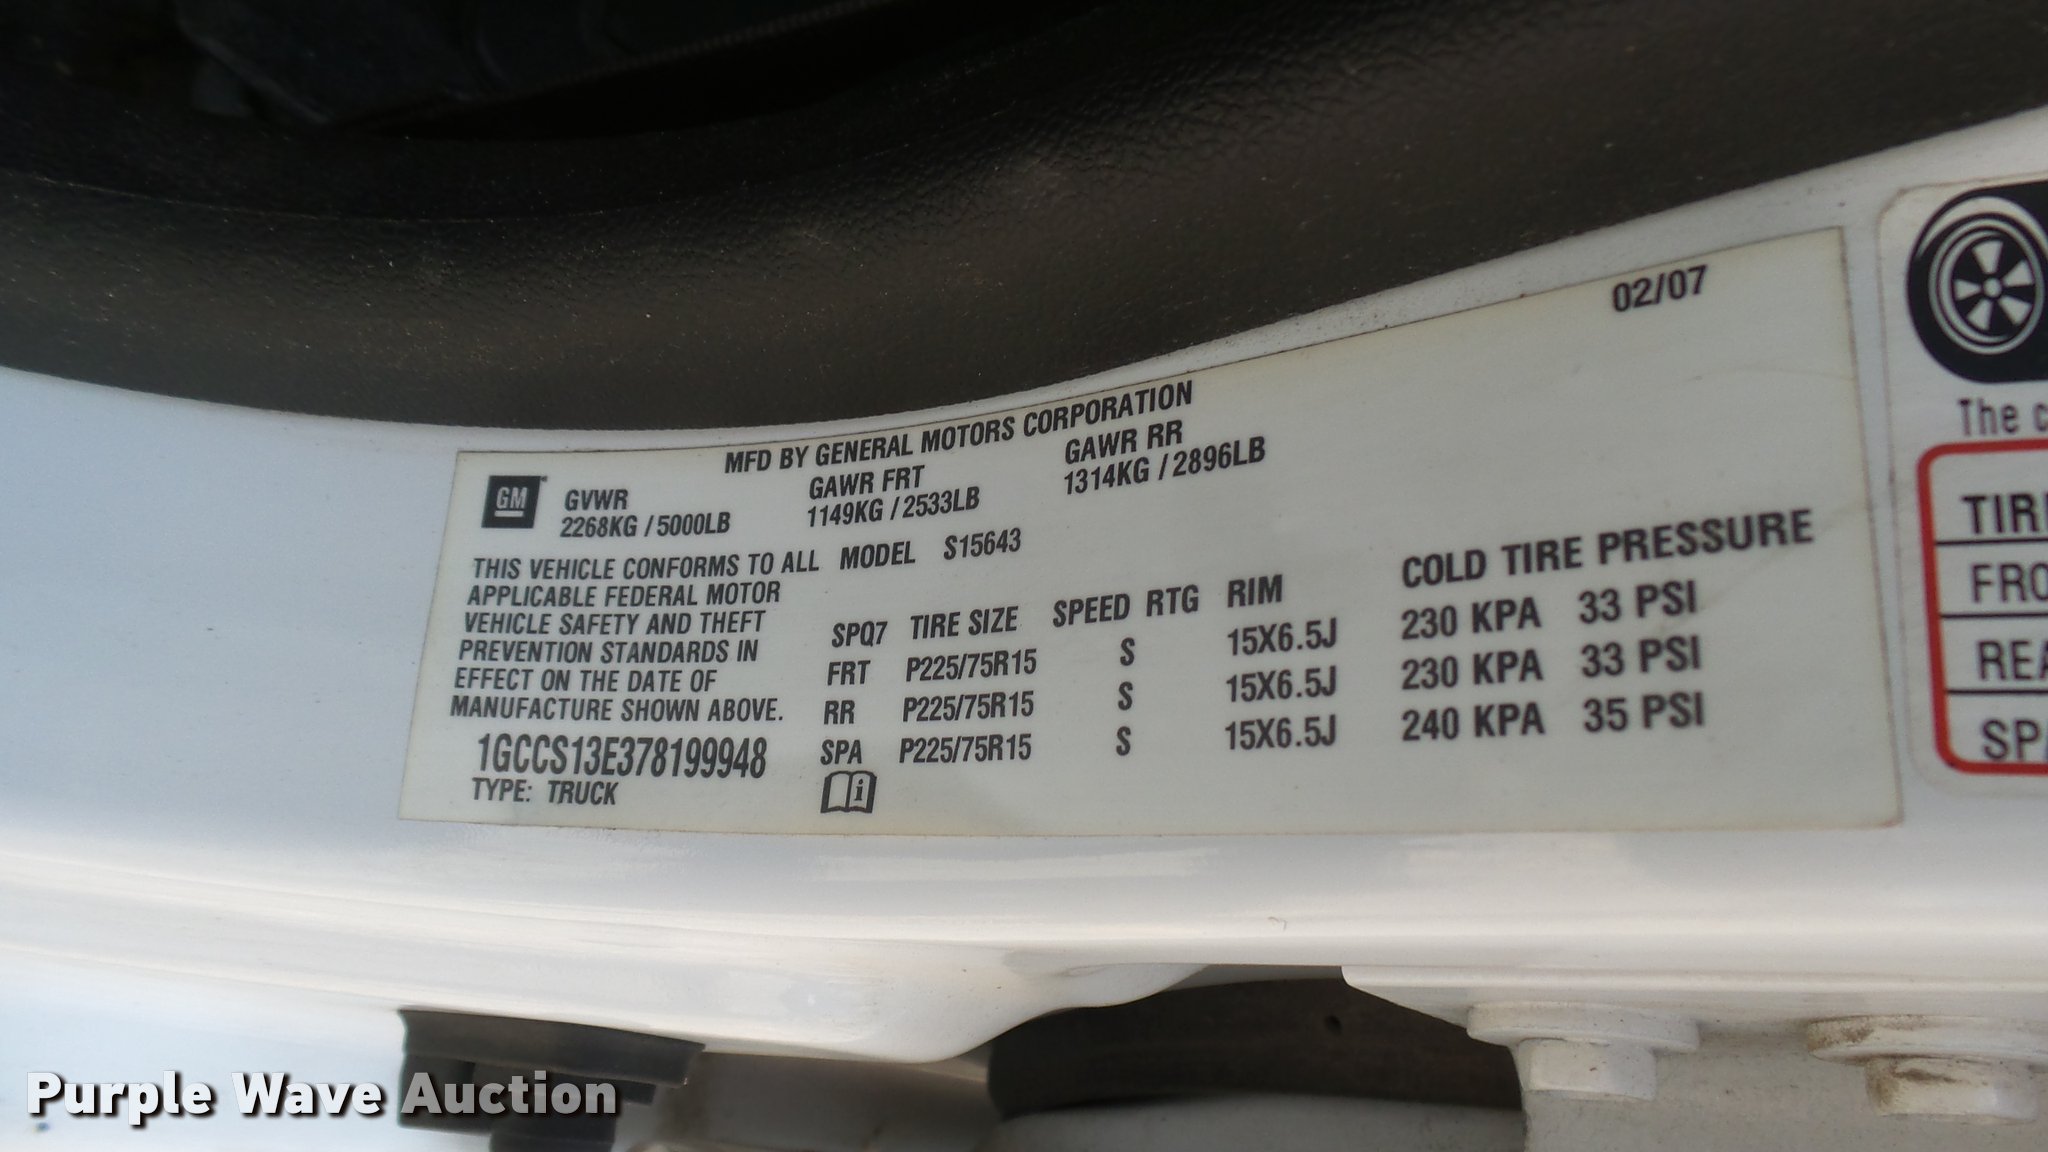 02/07
MFD BY GENERAL MOTORS CORPORATION
GM
GVWR GAWR FRT GAWR RR
2268KG / 5000LB 1149KG / 2533LB 1314KG / 2896LB
THIS VEHICLE CONFORMS TO ALL
APPLICABLE FEDERAL MOTOR
VEHICLE SAFETY AND THEFT
PREVENTION STANDARDS IN
EFFECT ON THE DATE OF
MANUFACTURE SHOWN ABOVE.
1GCCS13E378199948
TYPE: TRUCK
MODEL S15643
SPQ7 TIRE SIZE SPEED RTG RIM COLD TIRE PRESSURE
FRT P225/75R15 S 15X6.5J 230 KPA 33 PSI
RR P225/75R15 S 15X6.5J 230 KPA 33 PSI
SPA P225/75R15 S 15X6.5J 240 KPA 35 PSI
i
The c
TIR
FRO
REA
SPA
Purple Wave Auction